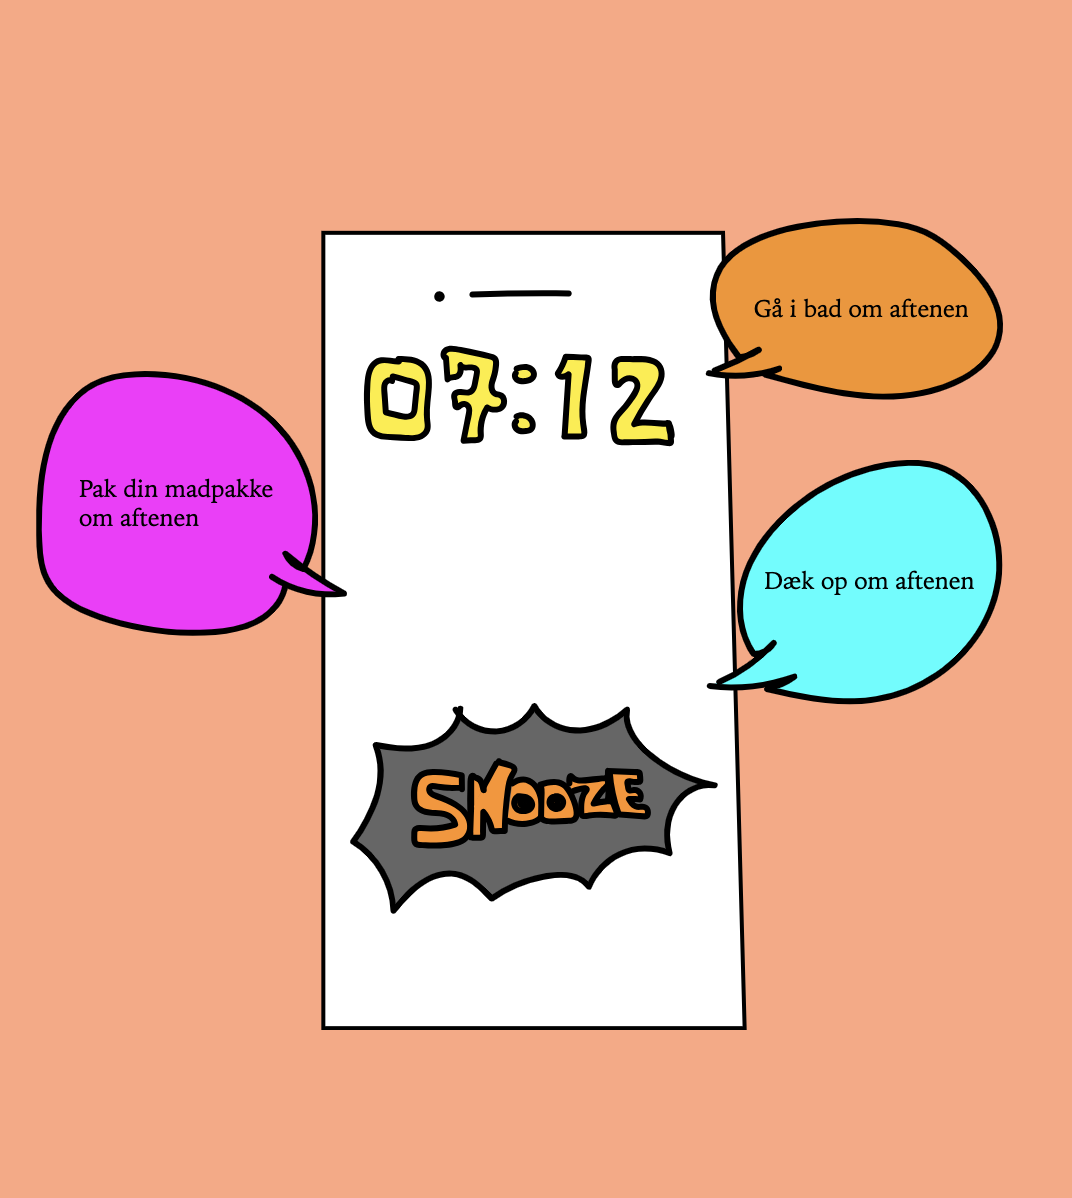 Gå i bad om aftenen
07:12
Pak din madpakke
om aftenen
Dæk op om aftenen
SNOOZE